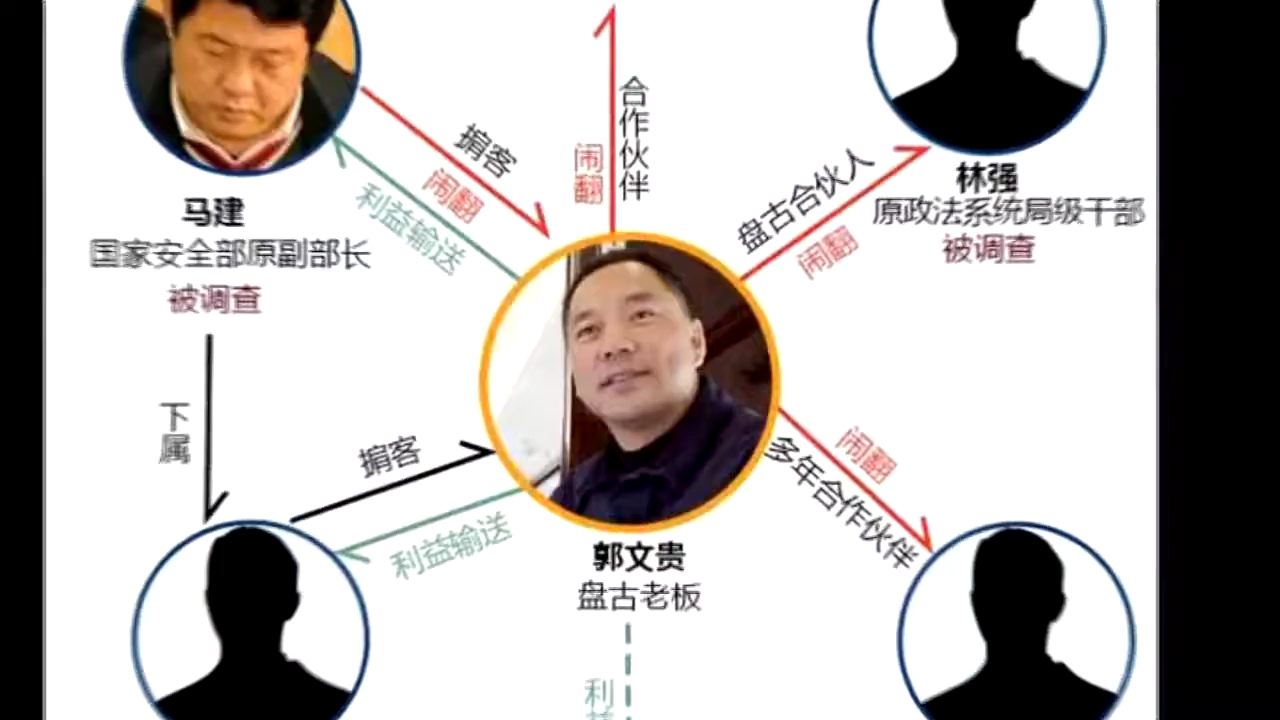 合作伙伴
闹翻
掮客
闹翻
利益输送
盘古合伙人
闹翻
马建
国家安全部原副部长
被调查
林强
原政法系统局级干部
被调查
下属
掮客
利益输送
闹翻
多年合作伙伴
郭文贵
盘古老板
利